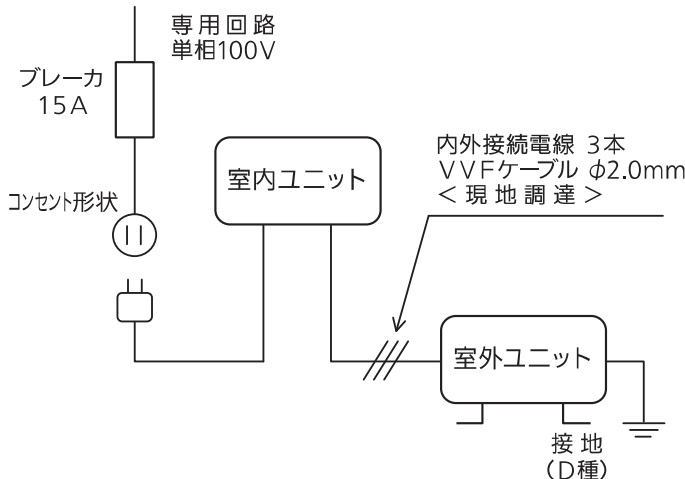 専用回路
単相100V
ブレーカ
15A
コンセント形状
室内ユニット
内外接続電線 3本
VVFケーブル φ2.0mm
＜現地調達＞
室外ユニット
接地
(D種)